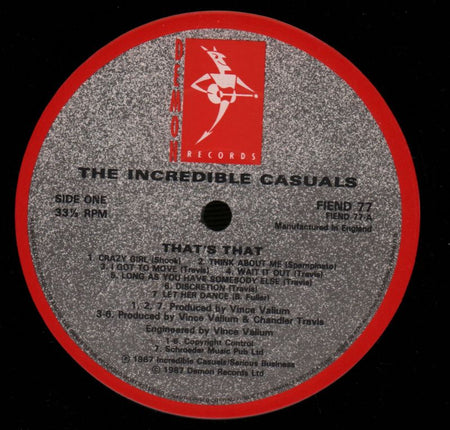 DEMON
RECORDS
THE INCREDIBLE CASUALS
SIDE ONE
33⅓ RPM
FIEND 77
FIEND 77 A
Manufactured in England
THAT'S THAT
1. CRAZY GIRL (Shook) 2. THINK ABOUT ME (Spampinato)
3. I GOT TO MOVE (Travis) 4. WAIT IT OUT (Travis)
5. LONG AS YOU HAVE SOMEBODY ELSE (Travis)
6. DISCRETION (Travis)
7. LET HER DANCE (B. Fuller)
1, 2, 7. Produced by Vince Valium
3-6. Produced by Vince Valium & Chandler Travis
Engineered by Vince Valium
1-6. Copyright Control
7. Schroeder Music Pub Ltd
℗ 1987 Incredible Casuals/Serious Business
© 1987 Demon Records Ltd